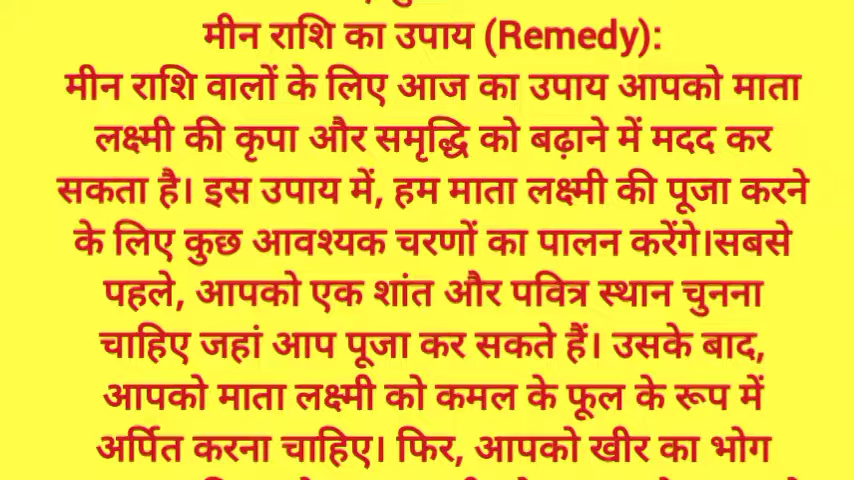 मीन राशि का उपाय (Remedy):
मीन राशि वालों के लिए आज का उपाय आपको माता
लक्ष्मी की कृपा और समृद्धि को बढ़ाने में मदद कर
सकता है। इस उपाय में, हम माता लक्ष्मी की पूजा करने
के लिए कुछ आवश्यक चरणों का पालन करेंगे।सबसे
पहले, आपको एक शांत और पवित्र स्थान चुनना
चाहिए जहां आप पूजा कर सकते हैं। उसके बाद,
आपको माता लक्ष्मी को कमल के फूल के रूप में
अर्पित करना चाहिए। फिर, आपको खीर का भोग